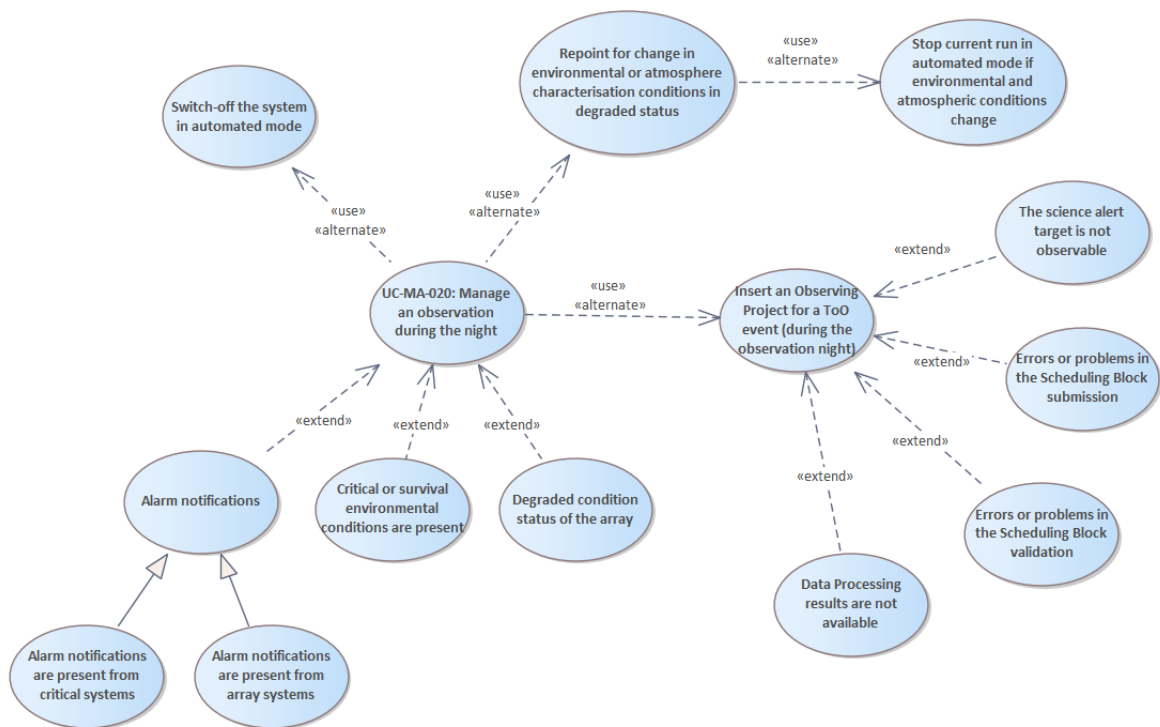 Repoint for change in
environmental or atmosphere
characterisation conditions in
degraded status
«use»
«alternate»
Stop current run in
automated mode if
environmental and
atmospheric conditions
change
Switch-off the system
in automated mode
«use»
«alternate»
«use»
«alternate»
The science alert
target is not
observable
«extend»
UC-MA-020: Manage
an observation
during the night
«use»
«alternate»
Insert an Observing
Project for a ToO
event (during the
observation night)
«extend»
Errors or problems in
the Scheduling Block
submission
«extend»
«extend»
«extend»
«extend»
«extend»
Alarm notifications
Critical or survival
environmental
conditions are present
Degraded condition
status of the array
Errors or problems in
the Scheduling Block
validation
Data Processing
results are not
available
Alarm notifications
are present from
critical systems
Alarm notifications
are present from
array systems